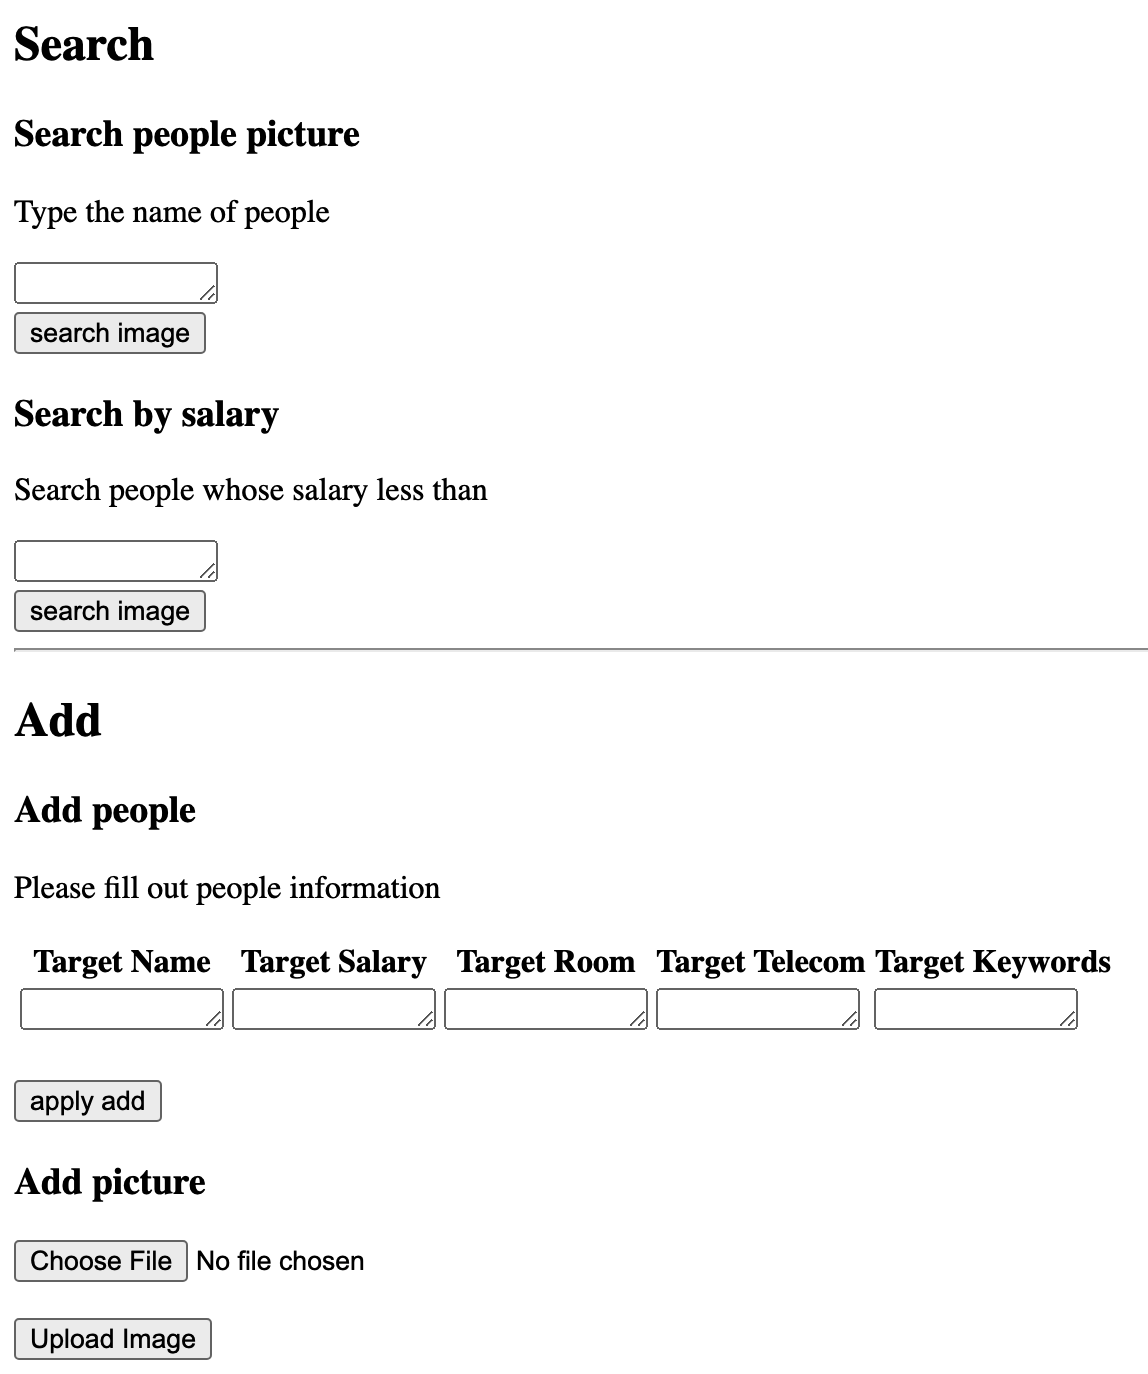 Search
Search people picture
Type the name of people
search image
Search by salary
Search people whose salary less than
search image
Add
Add people
Please fill out people information
Target Name Target Salary Target Room Target Telecom Target Keywords
apply add
Add picture
Choose File No file chosen
Upload Image